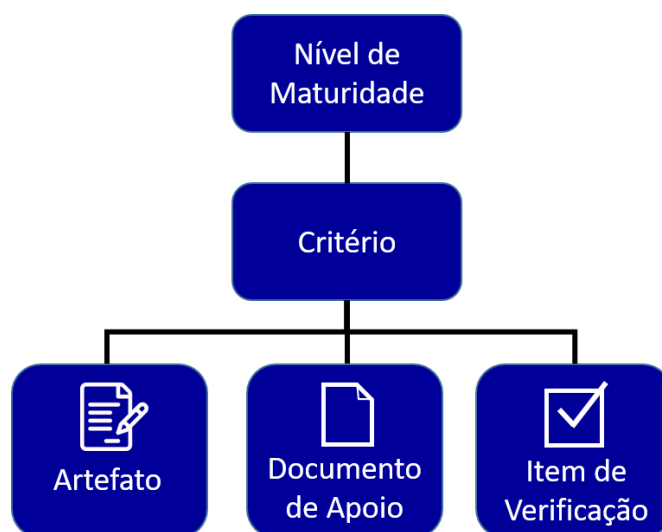 Nível de
Maturidade
Critério
Artefato
Documento
de Apoio
Item de
Verificação